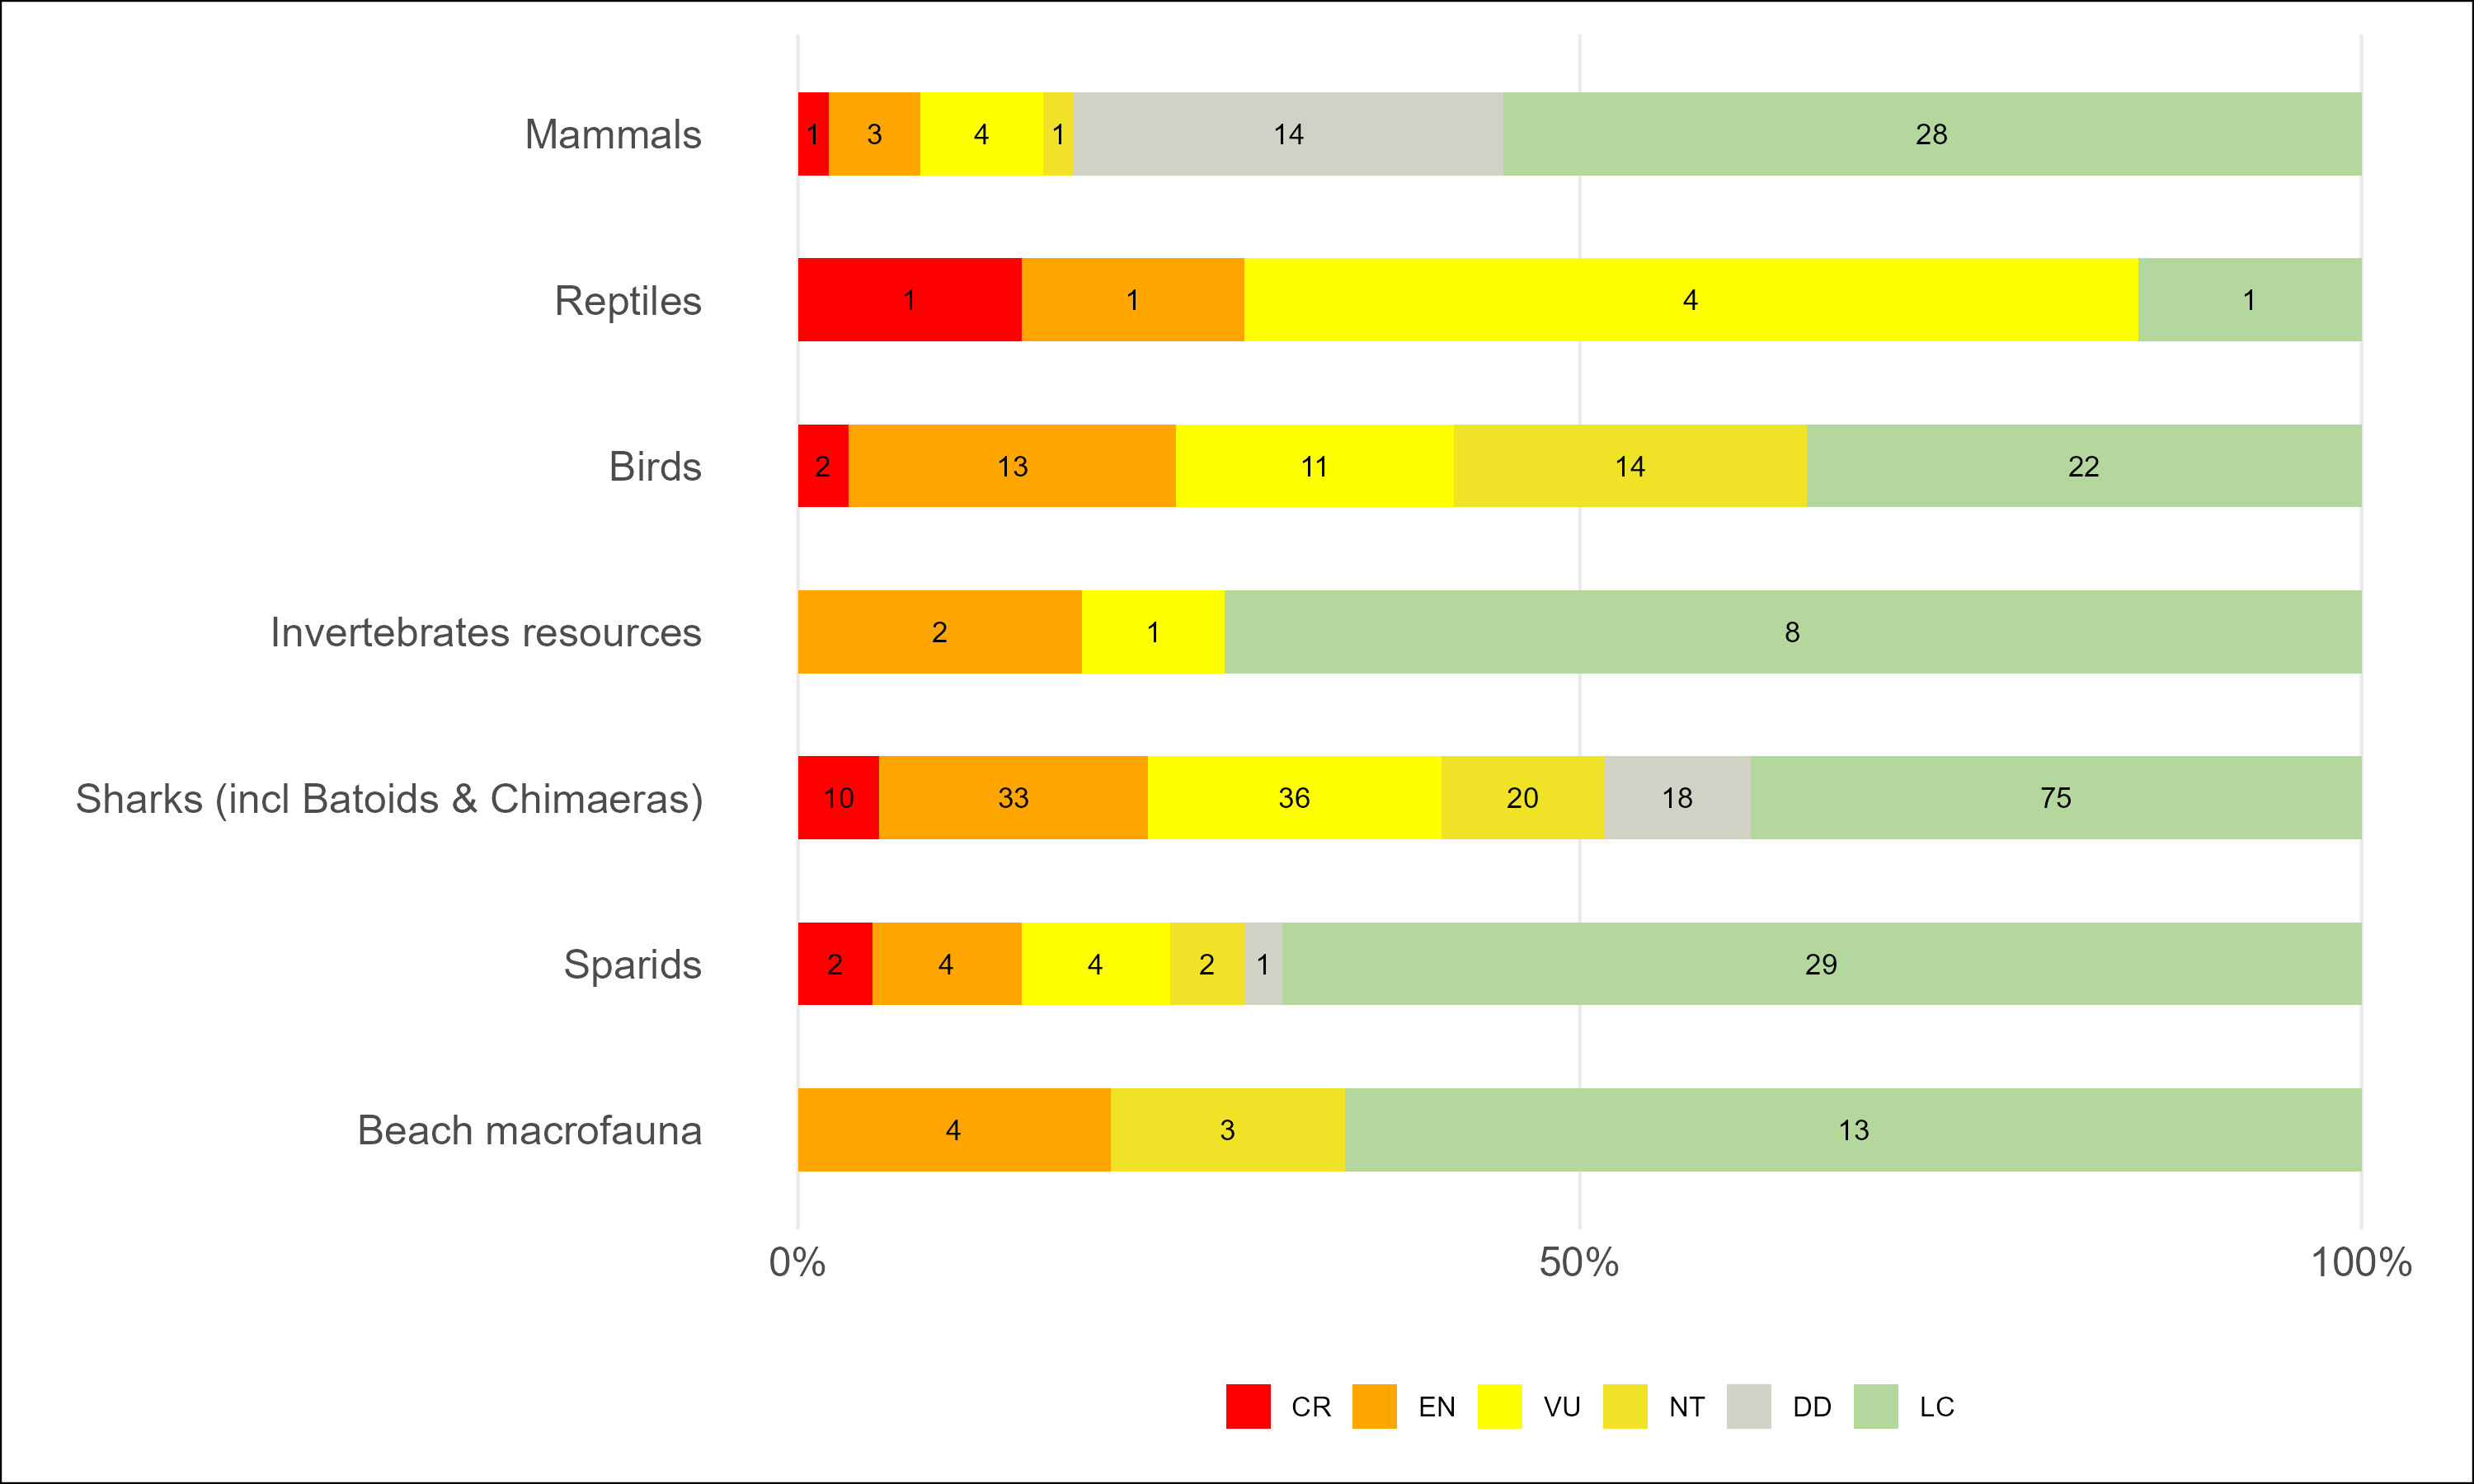 Mammals 1 3 4 1 14 28
Reptiles 1 1 4 1
Birds 2 13 11 14 22
Invertebrates resources 2 1 8
Sharks (incl Batoids & Chimaeras) 10 33 36 20 18 75
Sparids 2 4 4 2 1 29
Beach macrofauna 4 3 13
0% 50% 100%
CR EN VU NT DD LC